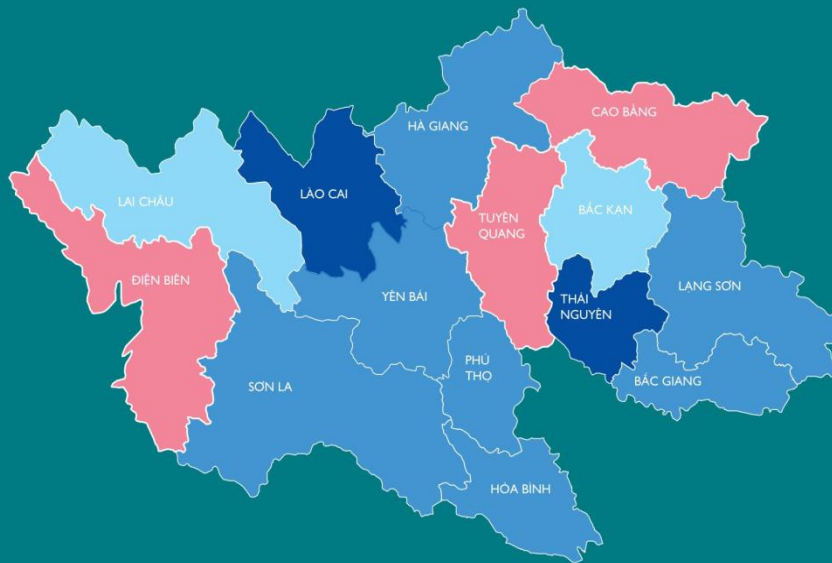 HÀ GIANG
CAO BẰNG
LAI CHÂU
LÀO CAI
TUYÊN
QUANG
BẮC KẠN
ĐIỆN BIÊN
YÊN BÁI
THÁI
NGUYÊN
LẠNG SƠN
SƠN LA
PHÚ
THỌ
BẮC GIANG
HÒA BÌNH